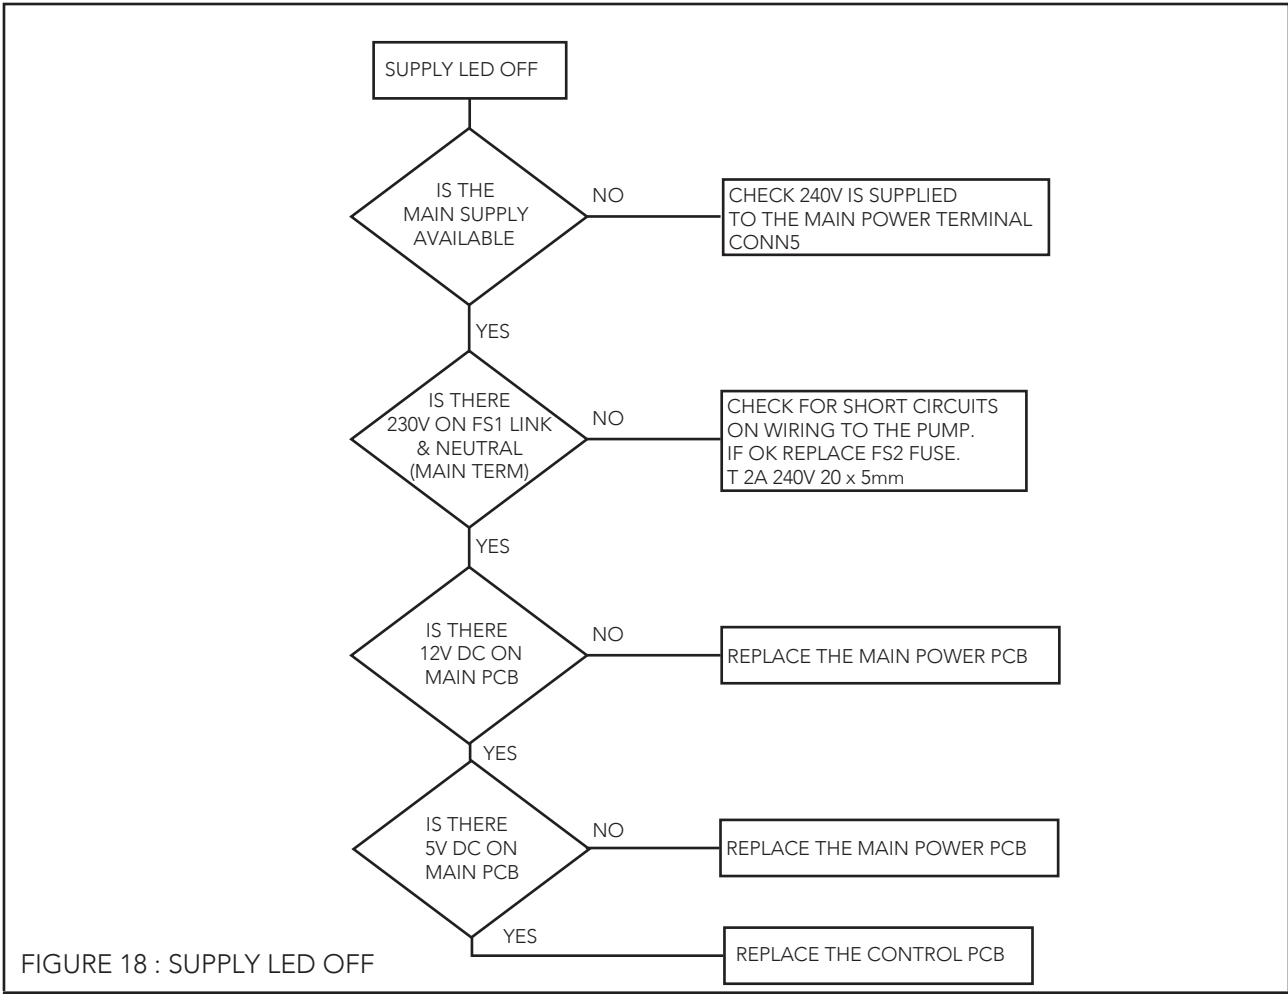 SUPPLY LED OFF
IS THE
MAIN SUPPLY
AVAILABLE
NO
CHECK 240V IS SUPPLIED
TO THE MAIN POWER TERMINAL
CONN5
YES
IS THERE
230V ON FS1 LINK
& NEUTRAL
(MAIN TERM)
NO
CHECK FOR SHORT CIRCUITS
ON WIRING TO THE PUMP.
IF OK REPLACE FS2 FUSE.
T 2A 240V 20 x 5mm
YES
IS THERE
12V DC ON
MAIN PCB
NO
REPLACE THE MAIN POWER PCB
YES
IS THERE
5V DC ON
MAIN PCB
NO
REPLACE THE MAIN POWER PCB
YES
REPLACE THE CONTROL PCB
FIGURE 18 : SUPPLY LED OFF